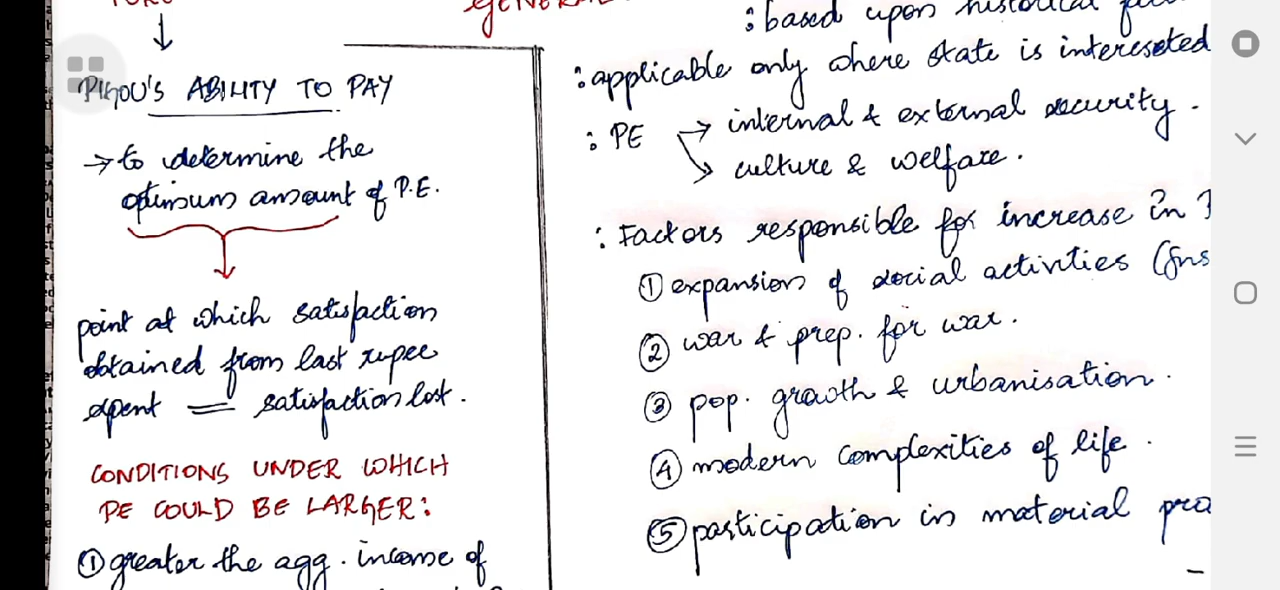 PIGOU'S ABILITY TO PAY
→ to determine the
optimum amount of P.E.
point at which satisfaction
obtained from last rupee
spent = satisfaction lost.
CONDITIONS UNDER WHICH
PE COULD BE LARGER:
① greater the agg. income of
: based upon historical
: applicable only where state is intereseted
: PE → internal & external security.
→ culture & welfare.
: Factors responsible for increase in
① expansion of social activities
② war & prep. for war.
③ pop. growth & urbanisation.
④ modern complexities of life.
⑤ participation in material